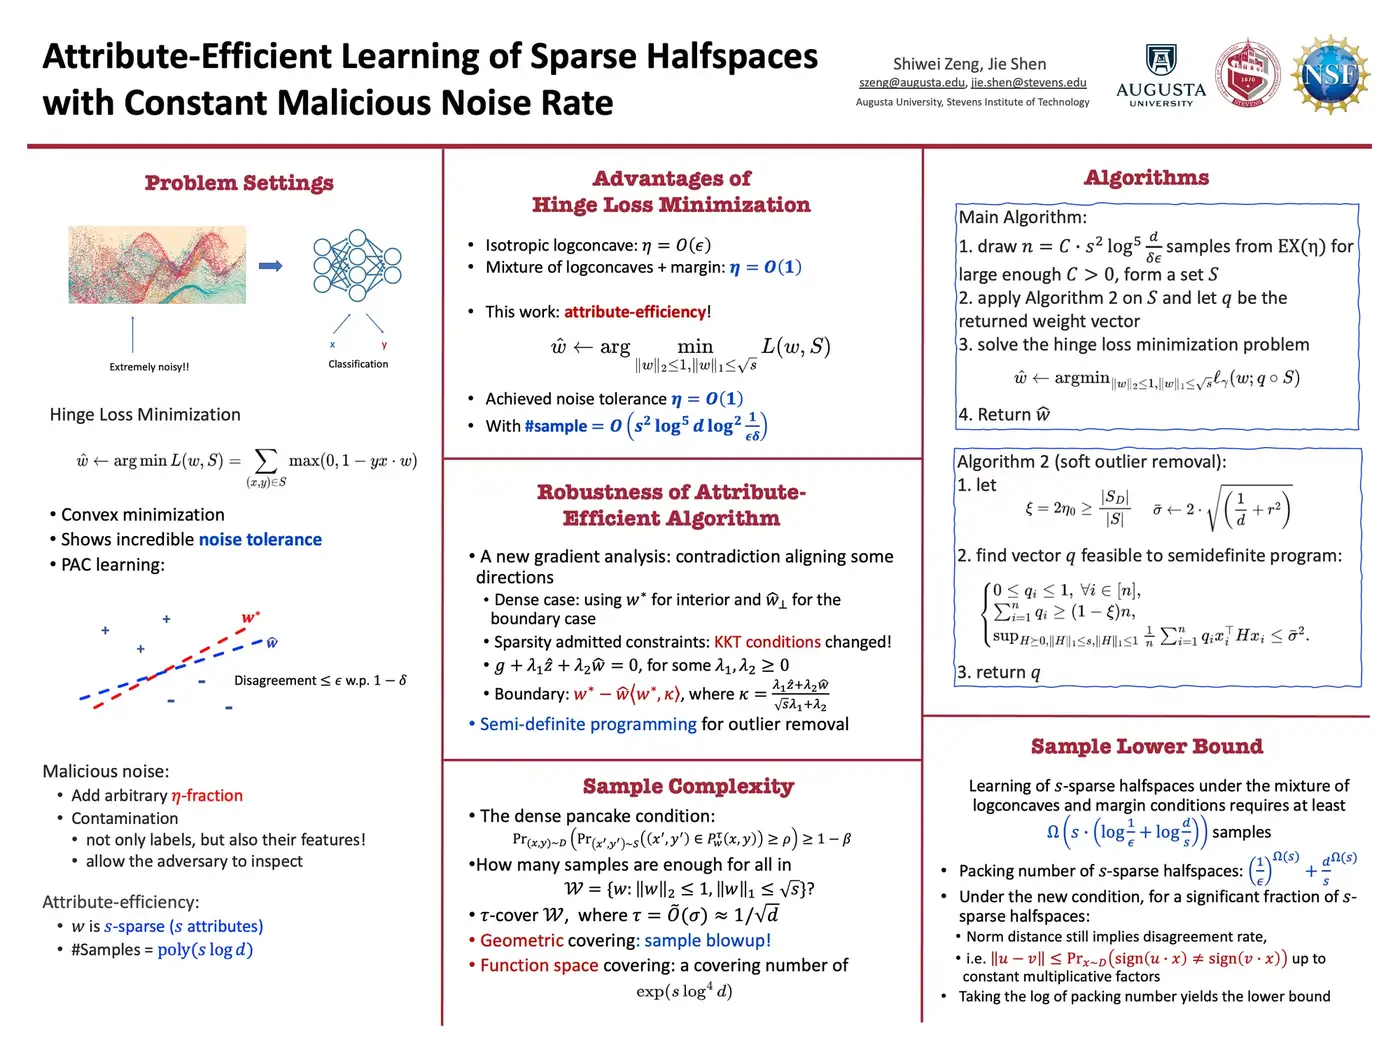 Attribute-Efficient Learning of Sparse Halfspaces
with Constant Malicious Noise Rate
Shiwei Zeng, Jie Shen
szeng@augusta.edu, jie.shen@stevens.edu
Augusta University, Stevens Institute of Technology
AUGUSTA
UNIVERSITY
1870
STEVENS
NSF
Problem Settings
Extremely noisy!!
x
y
Classification
Hinge Loss Minimization
ŵ ← arg min L(w, S) = ∑_{(x,y)∈S} max(0, 1 − yx · w)
• Convex minimization
• Shows incredible noise tolerance
• PAC learning:
w*
ŵ
+
+
+
-
-
-
Disagreement ≤ ϵ w.p. 1 − δ
Malicious noise:
• Add arbitrary η-fraction
• Contamination
• not only labels, but also their features!
• allow the adversary to inspect
Attribute-efficiency:
• w is s-sparse (s attributes)
• #Samples = poly(s log d)
Advantages of
Hinge Loss Minimization
• Isotropic logconcave: η = O(ϵ)
• Mixture of logconcaves + margin: η = O(1)
• This work: attribute-efficiency!
ŵ ← arg min_{‖w‖₂≤1,‖w‖₁≤√s} L(w, S)
• Achieved noise tolerance η = O(1)
• With #sample = O(s² log⁵ d log² 1/ϵδ)
Robustness of Attribute-
Efficient Algorithm
• A new gradient analysis: contradiction aligning some
directions
• Dense case: using w* for interior and ŵ⊥ for the
boundary case
• Sparsity admitted constraints: KKT conditions changed!
• g + λ₁ẑ + λ₂ŵ = 0, for some λ₁, λ₂ ≥ 0
• Boundary: w* − ŵ⟨w*, κ⟩, where κ = (λ₁ẑ+λ₂ŵ)/(√sλ₁+λ₂)
• Semi-definite programming for outlier removal
Sample Complexity
• The dense pancake condition:
Pr_{(x,y)~D}(Pr_{(x′,y′)~S}((x′, y′) ∈ P_w^τ(x, y)) ≥ ρ) ≥ 1 − β
•How many samples are enough for all in
𝒲 = {w: ‖w‖₂ ≤ 1, ‖w‖₁ ≤ √s}?
• τ-cover 𝒲, where τ = Õ(σ) ≈ 1/√d
• Geometric covering: sample blowup!
• Function space covering: a covering number of
exp(s log⁴ d)
Algorithms
Main Algorithm:
1. draw n = C · s² log⁵ d/δϵ samples from EX(η) for
large enough C > 0, form a set S
2. apply Algorithm 2 on S and let q be the
returned weight vector
3. solve the hinge loss minimization problem
ŵ ← argmin_{‖w‖₂≤1,‖w‖₁≤√s} ℓ_γ(w; q ∘ S)
4. Return ŵ
Algorithm 2 (soft outlier removal):
1. let
ξ = 2η₀ ≥ |S_D|/|S| σ̄ ← 2 · √(1/d + r²)
2. find vector q feasible to semidefinite program:
0 ≤ qᵢ ≤ 1, ∀i ∈ [n],
∑ᵢ₌₁ⁿ qᵢ ≥ (1 − ξ)n,
sup_{H⪰0,‖H‖₁≤s,‖H‖₁≤1} 1/n ∑ᵢ₌₁ⁿ qᵢxᵢ⊤Hxᵢ ≤ σ̄².
3. return q
Sample Lower Bound
Learning of s-sparse halfspaces under the mixture of
logconcaves and margin conditions requires at least
Ω(s · (log 1/ϵ + log d/s)) samples
• Packing number of s-sparse halfspaces: (1/ϵ)^Ω(s) + d/s^Ω(s)
• Under the new condition, for a significant fraction of s-
sparse halfspaces:
• Norm distance still implies disagreement rate,
• i.e. ‖u − v‖ ≤ Pr_{x~D}(sign(u · x) ≠ sign(v · x)) up to
constant multiplicative factors
• Taking the log of packing number yields the lower bound